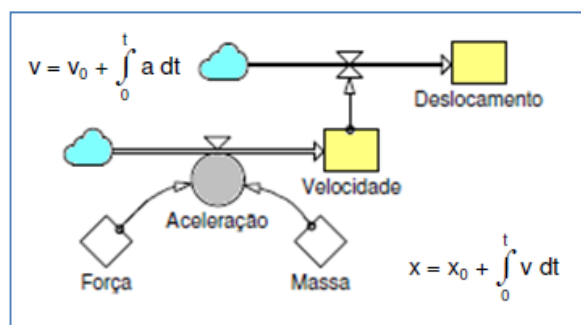 v = v₀ + ∫₀ᵗ a dt
Deslocamento
Velocidade
Aceleração
Força
Massa
x = x₀ + ∫₀ᵗ v dt